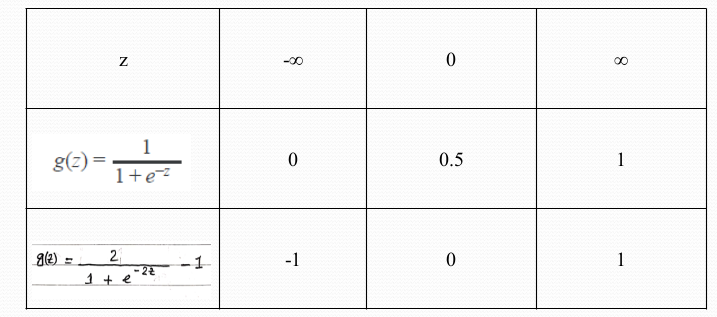 z -∞ 0 ∞
g(z) = 1 / (1 + e^{-z}) 0 0.5 1
g(z) = 2 / (1 + e^{-2z}) - 1 -1 0 1